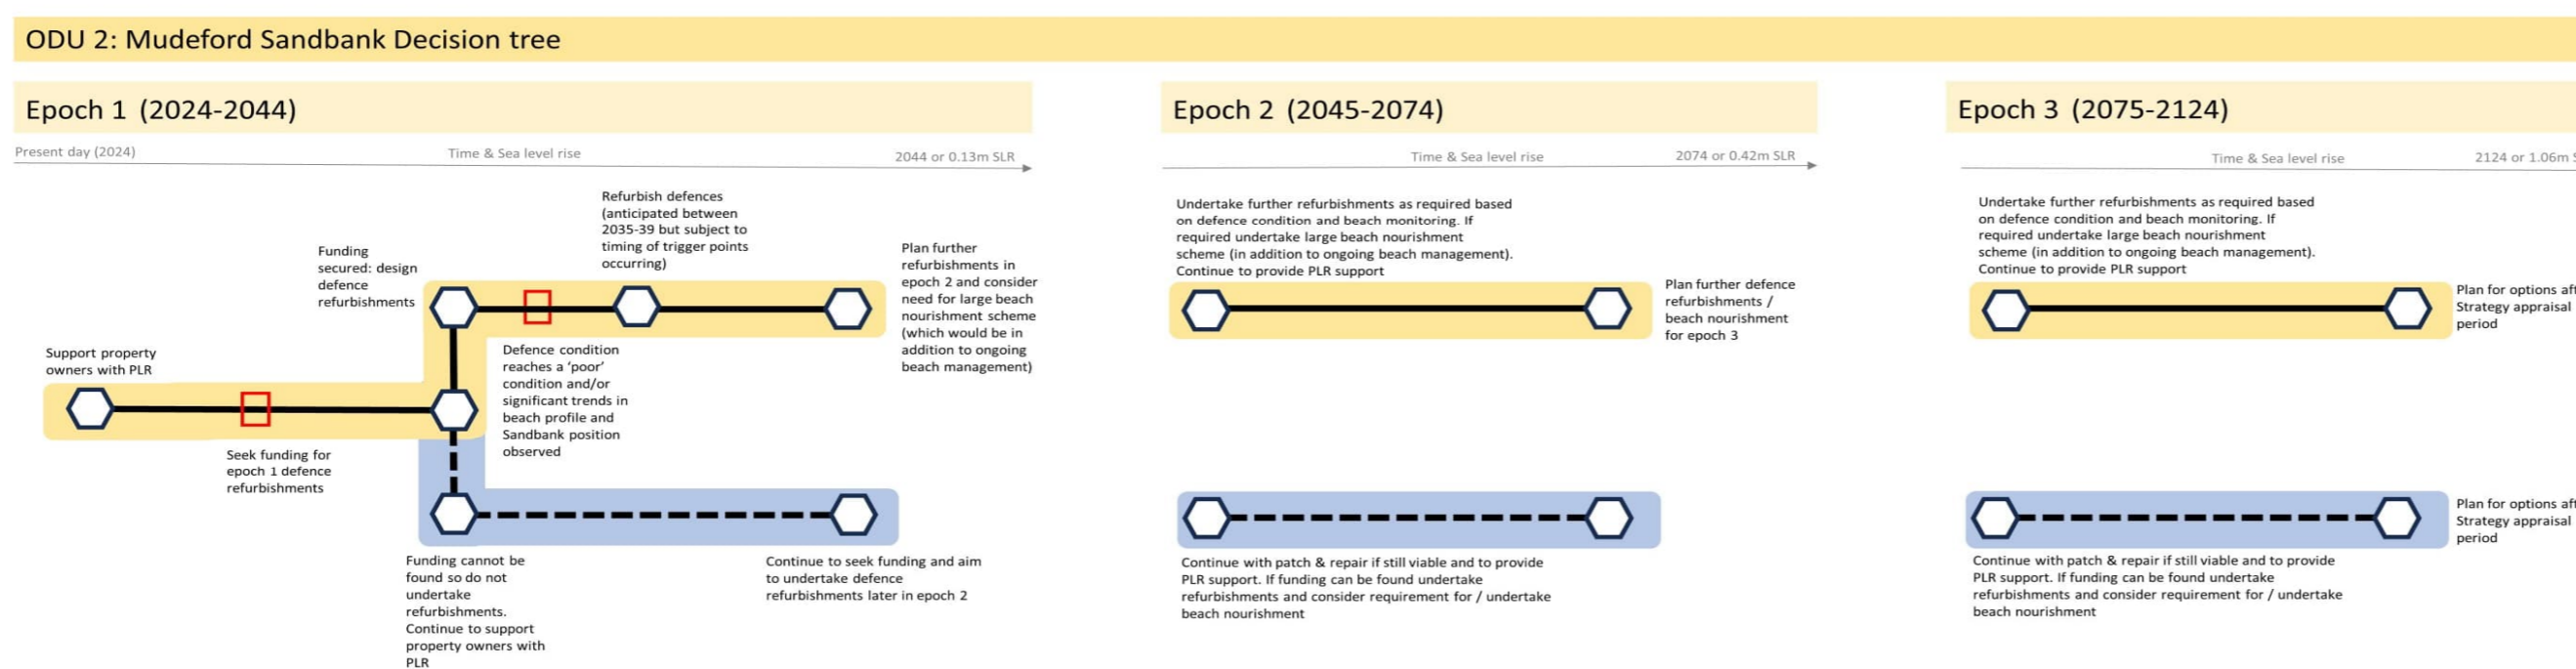 ODU 2: Mudeford Sandbank Decision tree
Epoch 1 (2024-2044)
Present day (2024)
Time & Sea level rise
2044 or 0.13m SLR
Support property
owners with PLR
Seek funding for
epoch 1 defence
refurbishments
Funding
secured: design
defence
refurbishments
Refurbish defences
(anticipated between
2035-39 but subject to
timing of trigger points
occurring)
Defence condition
reaches a ‘poor’
condition and/or
significant trends in
beach profile and
Sandbank position
observed
Plan further
refurbishments in
epoch 2 and consider
need for large beach
nourishment scheme
(which would be in
addition to ongoing
beach management)
Funding cannot be
found so do not
undertake
refurbishments.
Continue to support
property owners with
PLR
Continue to seek funding and aim
to undertake defence
refurbishments later in epoch 2
Epoch 2 (2045-2074)
Time & Sea level rise
2074 or 0.42m SLR
Undertake further refurbishments as required based
on defence condition and beach monitoring. If
required undertake large beach nourishment
scheme (in addition to ongoing beach management).
Continue to provide PLR support
Plan further defence
refurbishments /
beach nourishment
for epoch 3
Continue with patch & repair if still viable and to provide
PLR support. If funding can be found undertake
refurbishments and consider requirement for / undertake
beach nourishment
Epoch 3 (2075-2124)
Time & Sea level rise
2124 or 1.06m
Undertake further refurbishments as required based
on defence condition and beach monitoring. If
required undertake large beach nourishment
scheme (in addition to ongoing beach management).
Continue to provide PLR support
Plan for options
Strategy appraisal
period
Continue with patch & repair if still viable and to provide
PLR support. If funding can be found undertake
refurbishments and consider requirement for / undertake
beach nourishment
Plan for options
Strategy appraisal
period